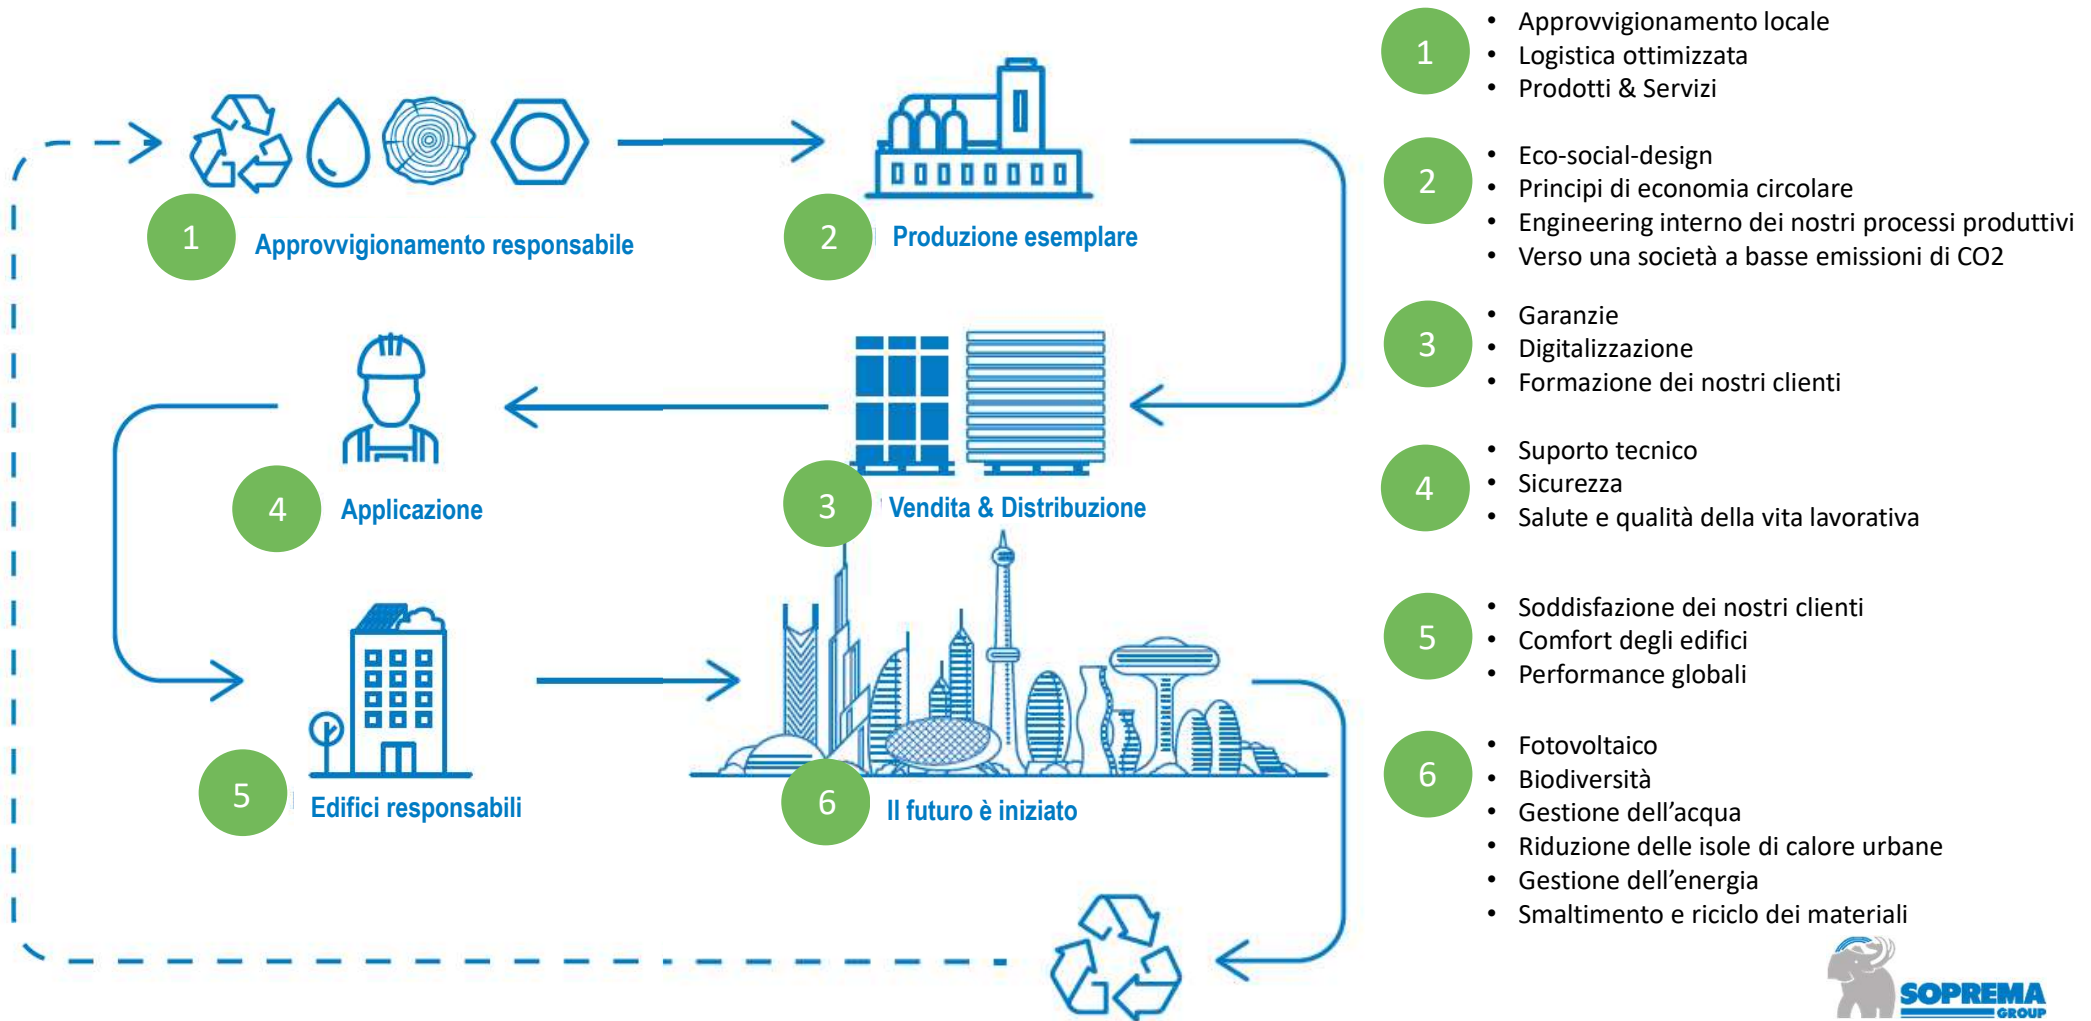 1
Approvvigionamento responsabile
2
Produzione esemplare
4
Applicazione
3
Vendita & Distribuzione
5
Edifici responsabili
6
Il futuro è iniziato
1
• Approvvigionamento locale
• Logistica ottimizzata
• Prodotti & Servizi
2
• Eco-social-design
• Principi di economia circolare
• Engineering interno dei nostri processi produttivi
• Verso una società a basse emissioni di CO2
3
• Garanzie
• Digitalizzazione
• Formazione dei nostri clienti
4
• Suporto tecnico
• Sicurezza
• Salute e qualità della vita lavorativa
5
• Soddisfazione dei nostri clienti
• Comfort degli edifici
• Performance globali
6
• Fotovoltaico
• Biodiversità
• Gestione dell’acqua
• Riduzione delle isole di calore urbane
• Gestione dell’energia
• Smaltimento e riciclo dei materiali
SOPREMA
GROUP